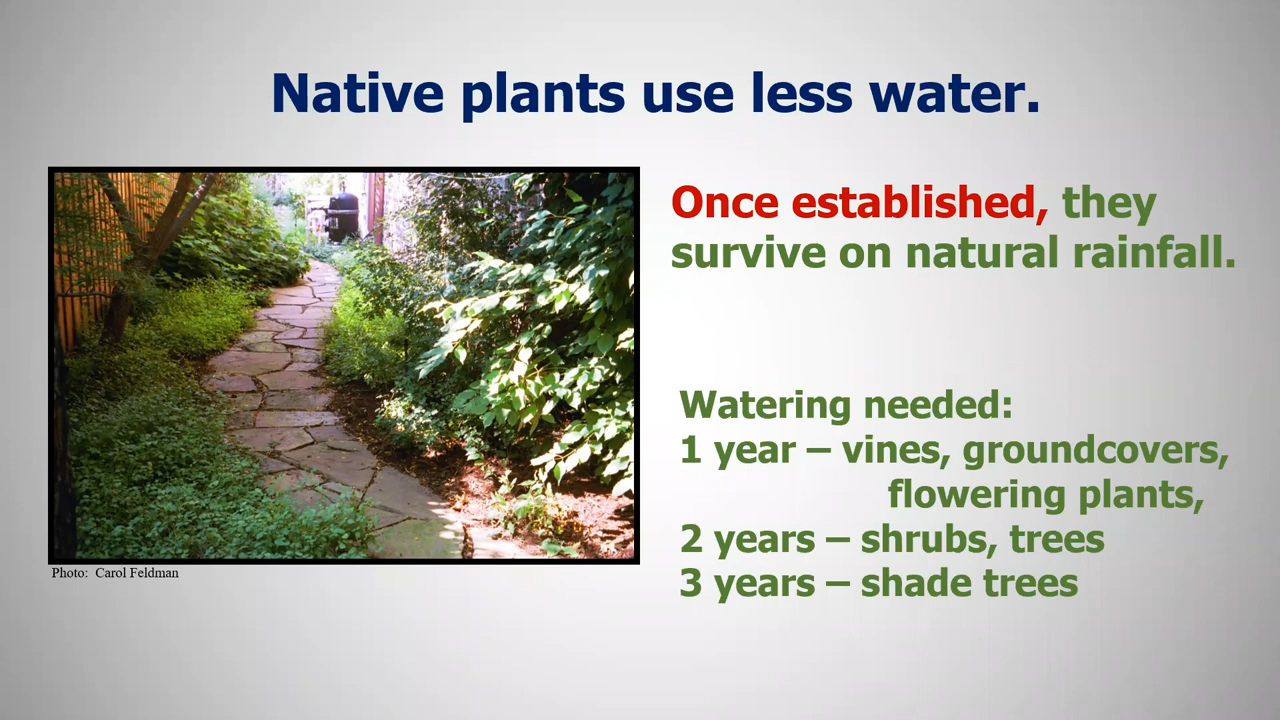 Native plants use less water.
Once established, they
survive on natural rainfall.
Watering needed:
1 year – vines, groundcovers,
flowering plants,
2 years – shrubs, trees
3 years – shade trees
Photo: Carol Feldman